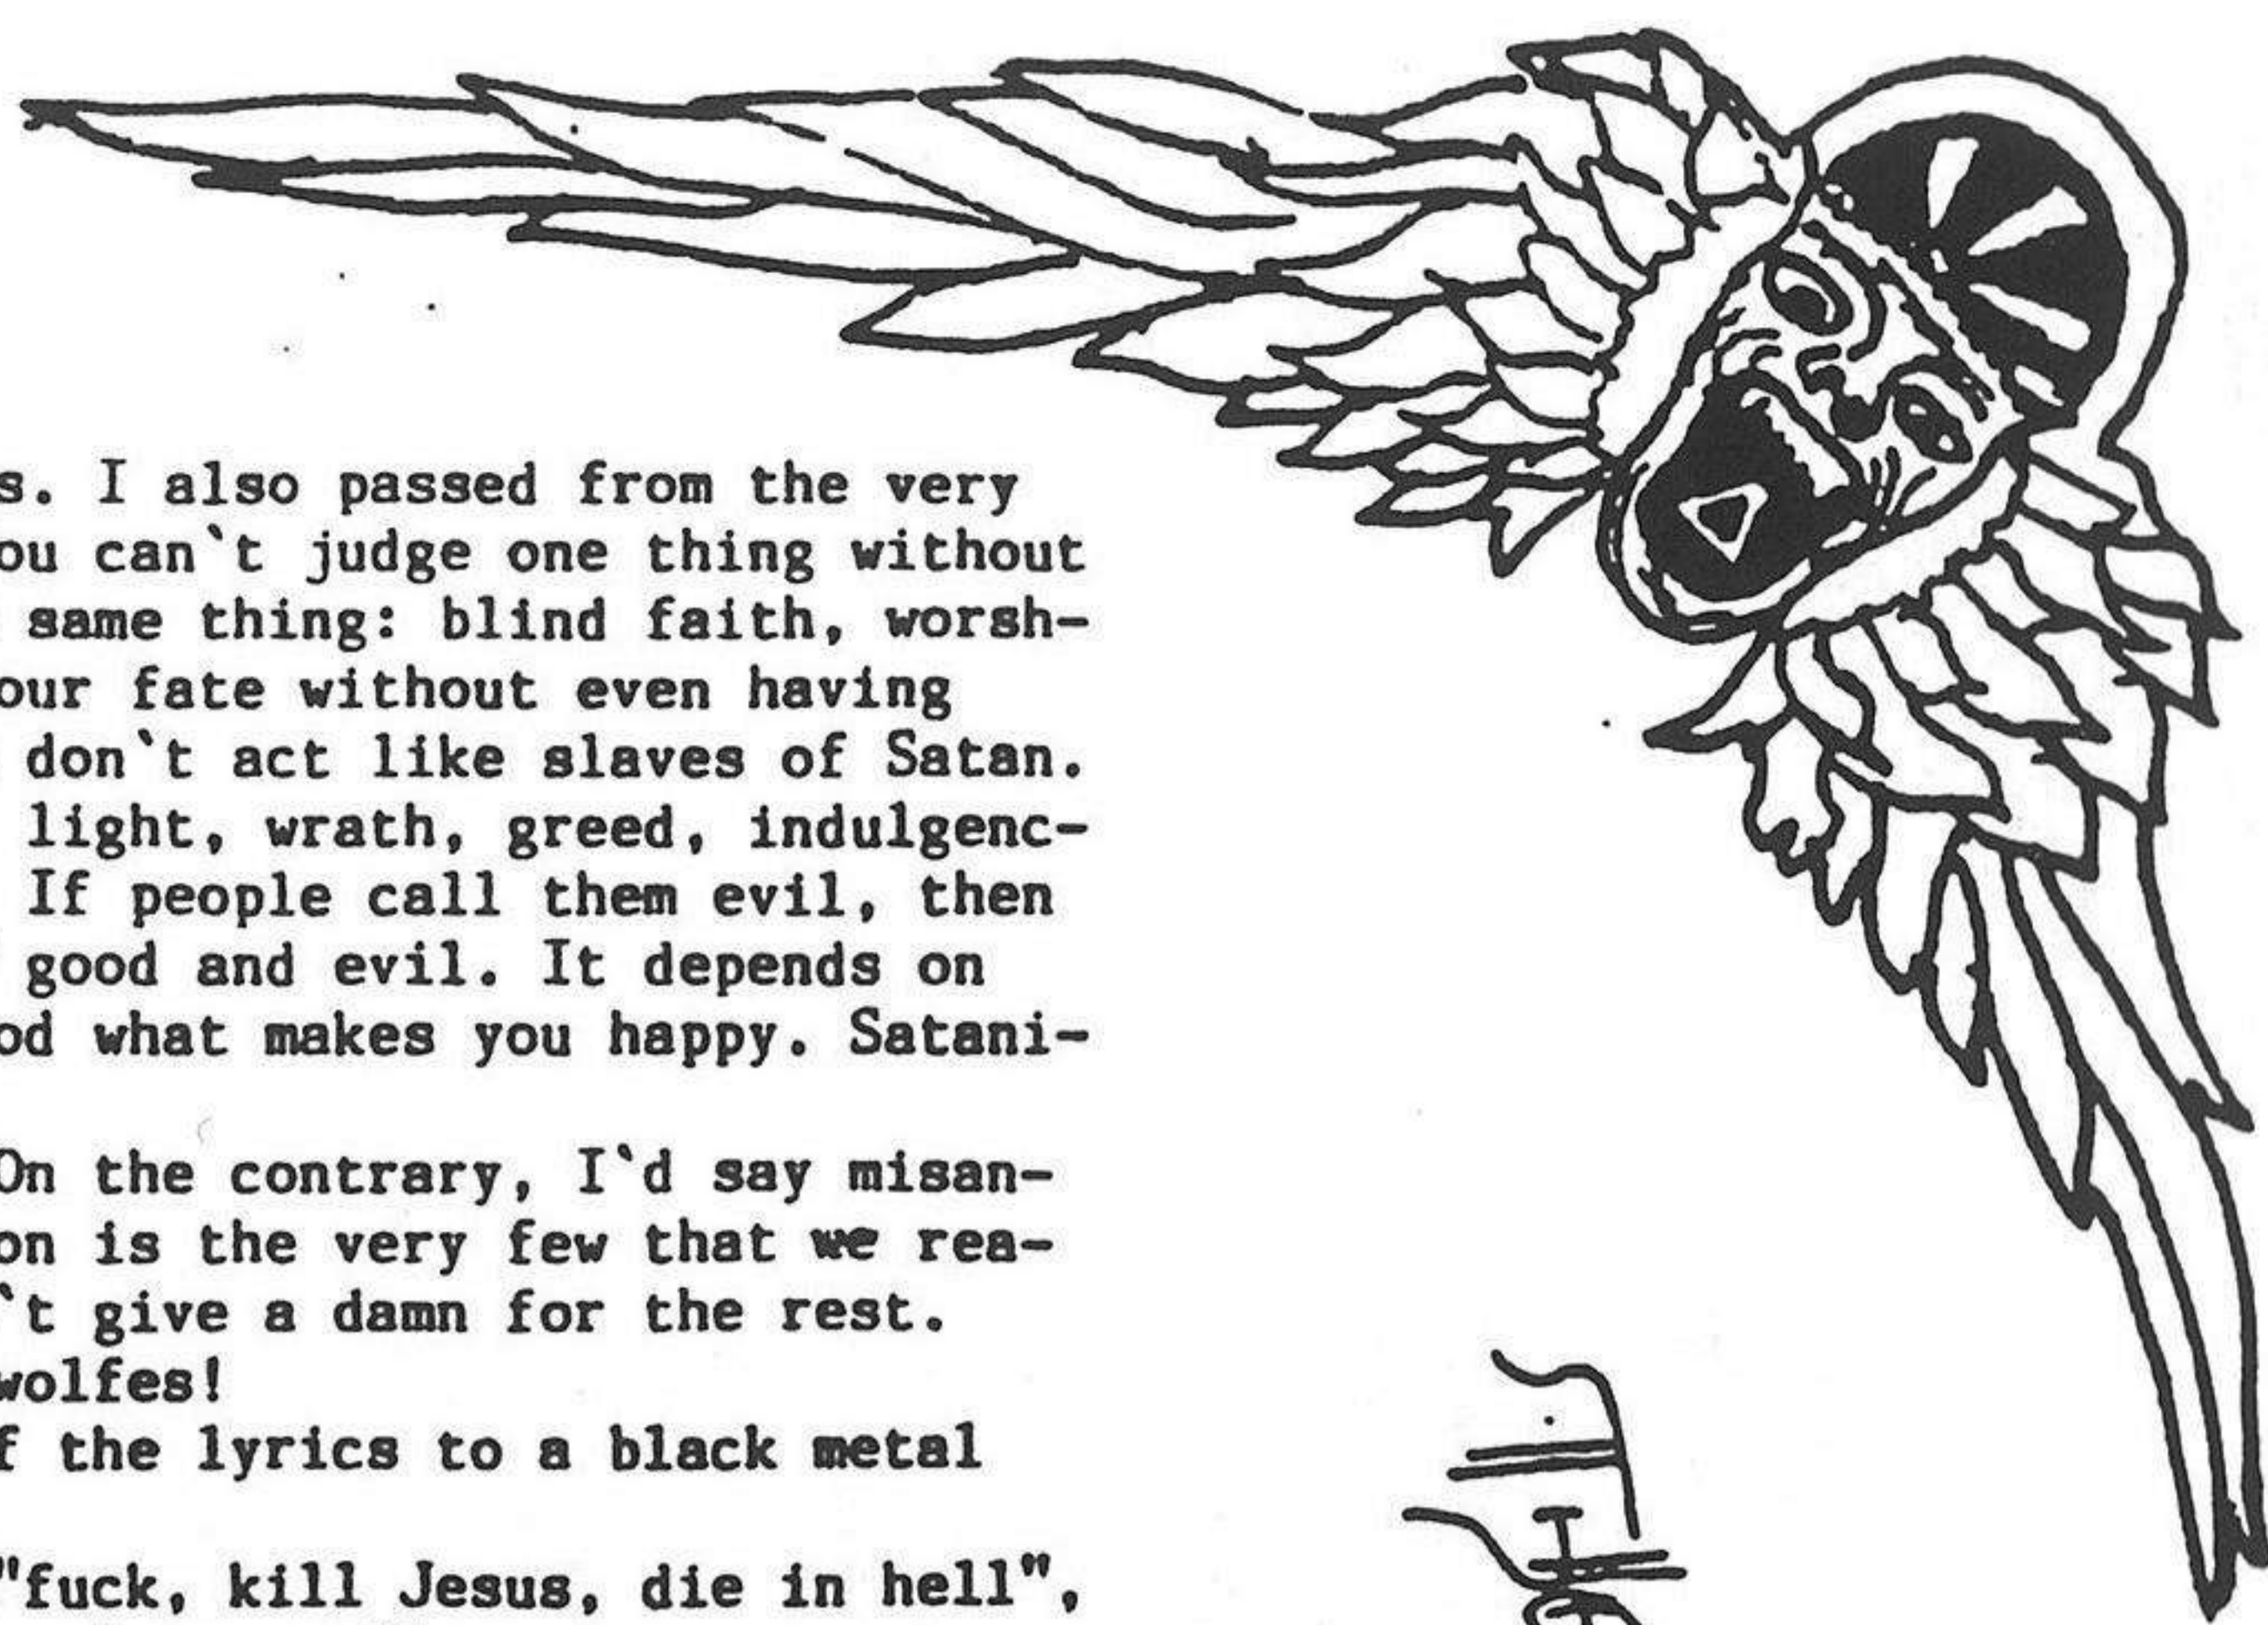 s. I also passed from the very
ou can`t judge one thing without
same thing: blind faith, worsh-
our fate without even having
don`t act like slaves of Satan.
light, wrath, greed, indulgenc-
If people call them evil, then
good and evil. It depends on
od what makes you happy. Satani-
On the contrary, I`d say misan-
on is the very few that we rea-
`t give a damn for the rest.
wolfes!
f the lyrics to a black metal
"fuck, kill Jesus, die in hell",